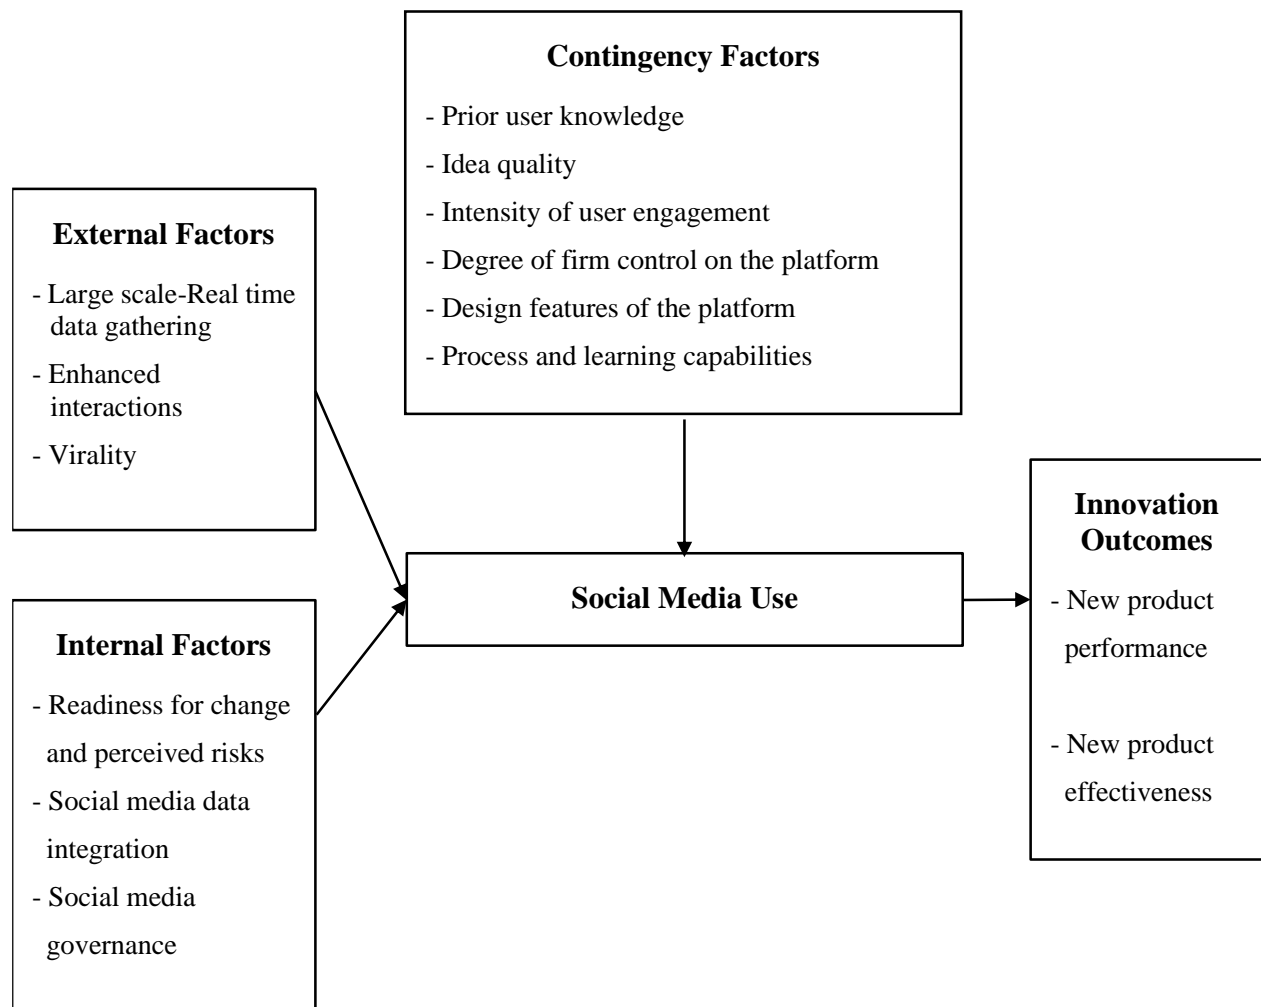 Contingency Factors
- Prior user knowledge
- Idea quality
- Intensity of user engagement
- Degree of firm control on the platform
- Design features of the platform
- Process and learning capabilities
External Factors
- Large scale-Real time
data gathering
- Enhanced
interactions
- Virality
Social Media Use
Internal Factors
- Readiness for change
and perceived risks
- Social media data
integration
- Social media
governance
Innovation
Outcomes
- New product
performance
- New product
effectiveness